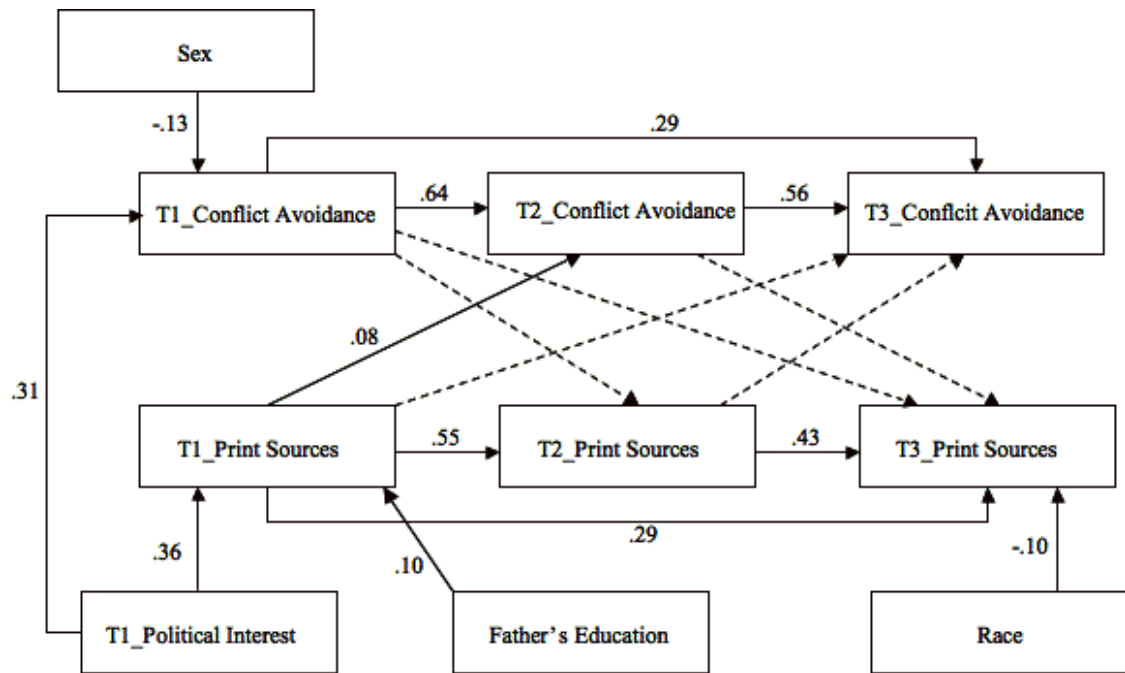 Sex
-.13
.29
T1_Conflict Avoidance
.64
T2_Conflict Avoidance
.56
T3_Conflcit Avoidance
.08
.31
T1_Print Sources
.55
T2_Print Sources
.43
T3_Print Sources
.36
.10
.29
-.10
T1_Political Interest
Father’s Education
Race